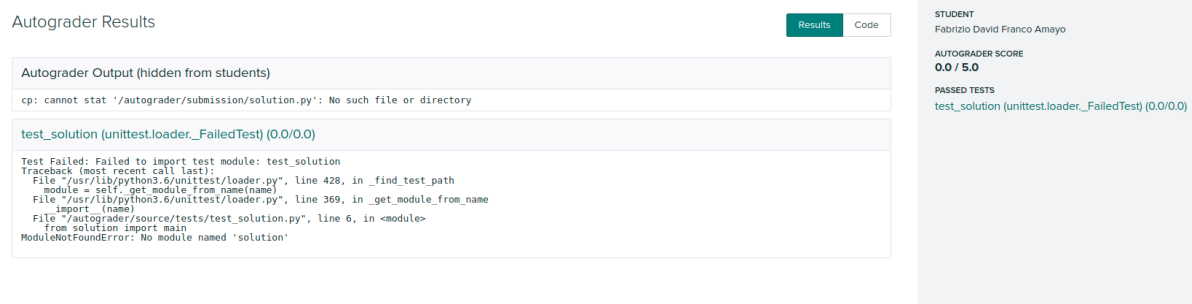 Autograder Results
Results
Code
Autograder Output (hidden from students)
cp: cannot stat '/autograder/submission/solution.py': No such file or directory
test_solution (unittest.loader._FailedTest) (0.0/0.0)
Test Failed: Failed to import test module: test_solution
Traceback (most recent call last):
  File "/usr/lib/python3.6/unittest/loader.py", line 428, in _find_test_path
    module = self._get_module_from_name(name)
  File "/usr/lib/python3.6/unittest/loader.py", line 369, in _get_module_from_name
    __import__(name)
  File "/autograder/source/tests/test_solution.py", line 6, in <module>
    from solution import main
ModuleNotFoundError: No module named 'solution'
STUDENT
Fabrizio David Franco Amayo
AUTOGRADER SCORE
0.0 / 5.0
PASSED TESTS
test_solution (unittest.loader._FailedTest) (0.0/0.0)